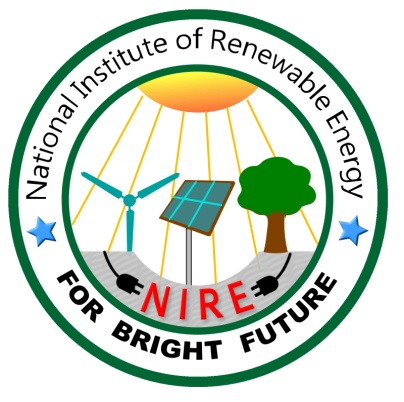 National Institute of Renewable Energy
NIRE
FOR BRIGHT FUTURE